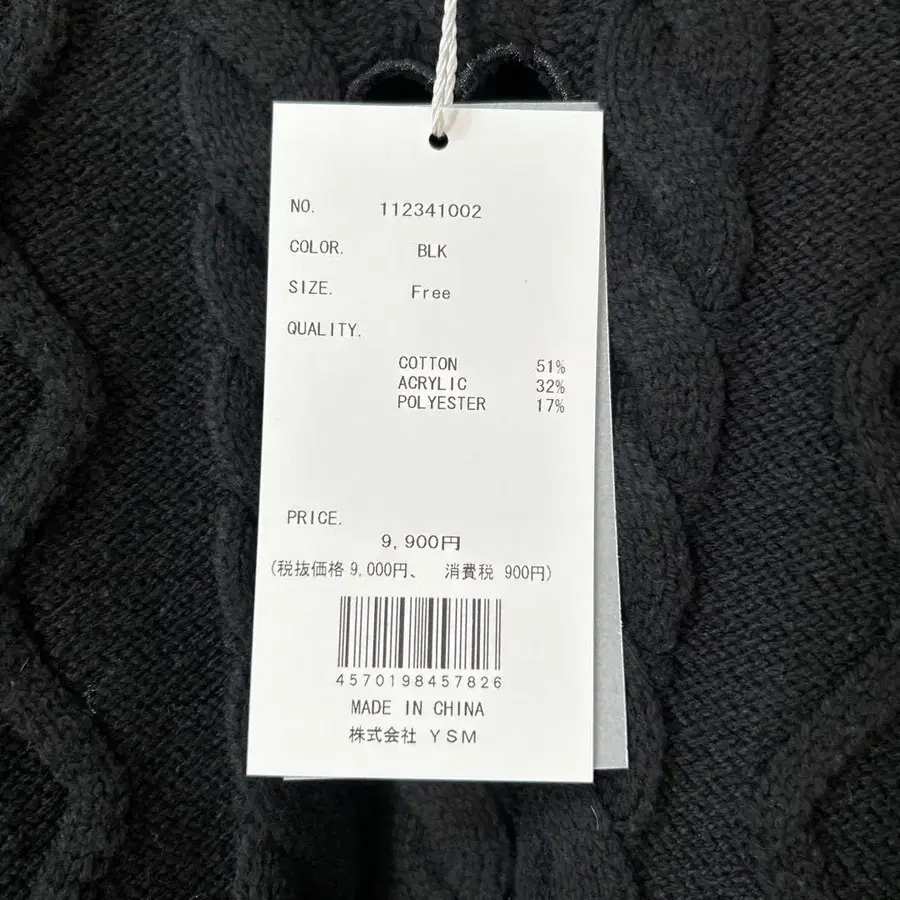 NO. 112341002
COLOR. BLK
SIZE. Free
QUALITY.
COTTON 51%
ACRYLIC 32%
POLYESTER 17%
PRICE.
9,900円
(税抜価格 9,000円、 消費税 900円)
4570198457826
MADE IN CHINA
株式会社 YSM